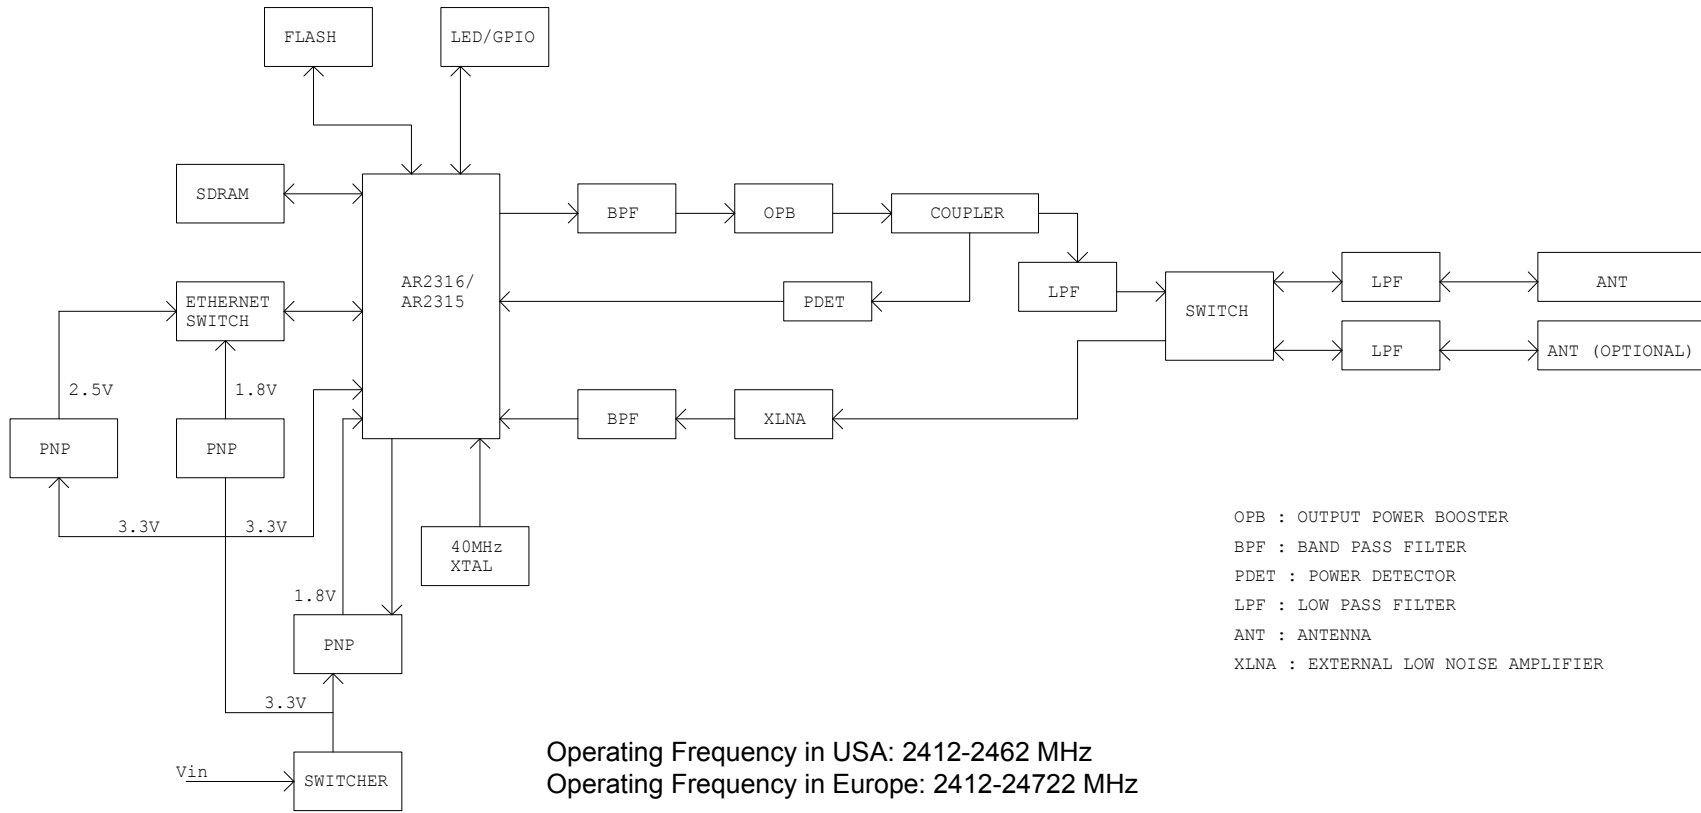 FLASH
LED/GPIO
SDRAM
BPF
OPB
COUPLER
AR2316/
AR2315
ETHERNET
SWITCH
PDET
LPF
SWITCH
LPF
ANT
LPF
ANT (OPTIONAL)
2.5V
1.8V
PNP
PNP
BPF
XLNA
3.3V
3.3V
40MHz
XTAL
1.8V
PNP
3.3V
Vin
SWITCHER
OPB : OUTPUT POWER BOOSTER
BPF : BAND PASS FILTER
PDET : POWER DETECTOR
LPF : LOW PASS FILTER
ANT : ANTENNA
XLNA : EXTERNAL LOW NOISE AMPLIFIER
Operating Frequency in USA: 2412-2462 MHz
Operating Frequency in Europe: 2412-24722 MHz